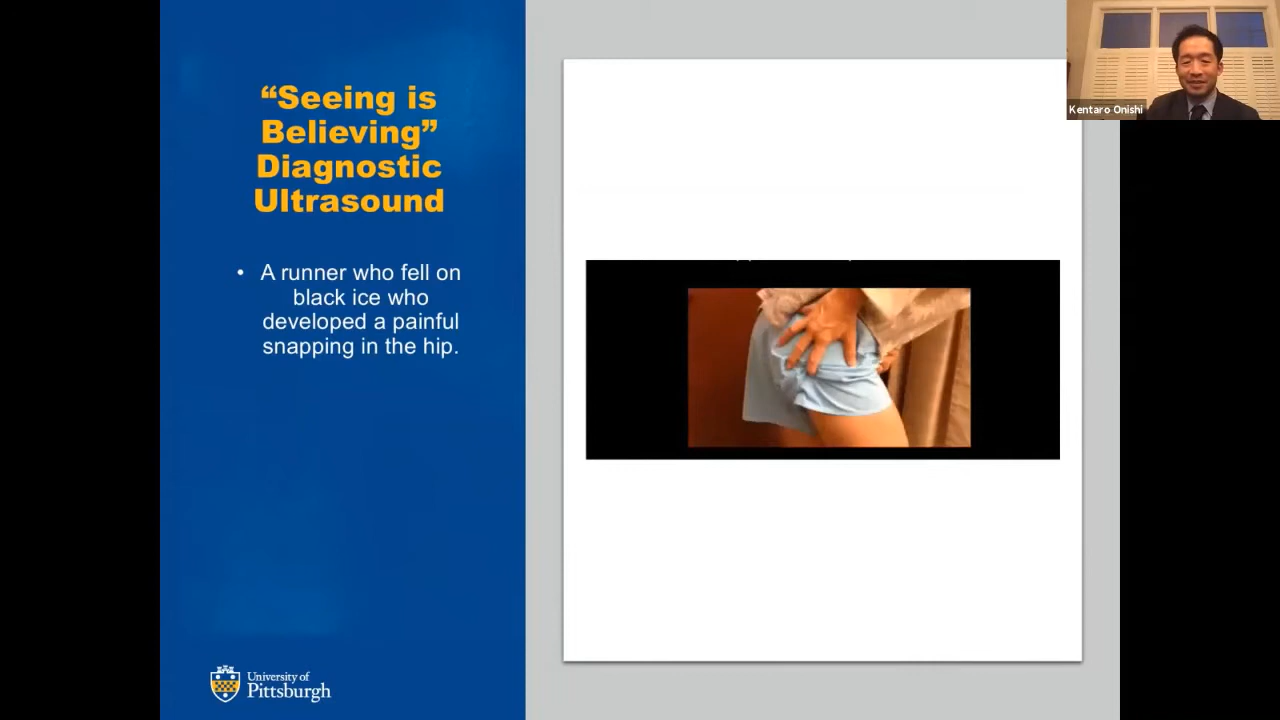 “Seeing is
Believing”
Diagnostic
Ultrasound
• A runner who fell on
black ice who
developed a painful
snapping in the hip.
University of
Pittsburgh
Kentaro Onishi